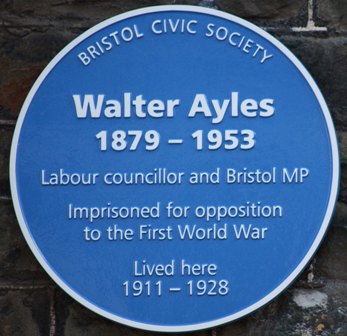 BRISTOL CIVIC SOCIETY
Walter Ayles
1879 – 1953
Labour councillor and Bristol MP
Imprisoned for opposition
to the First World War
Lived here
1911 – 1928